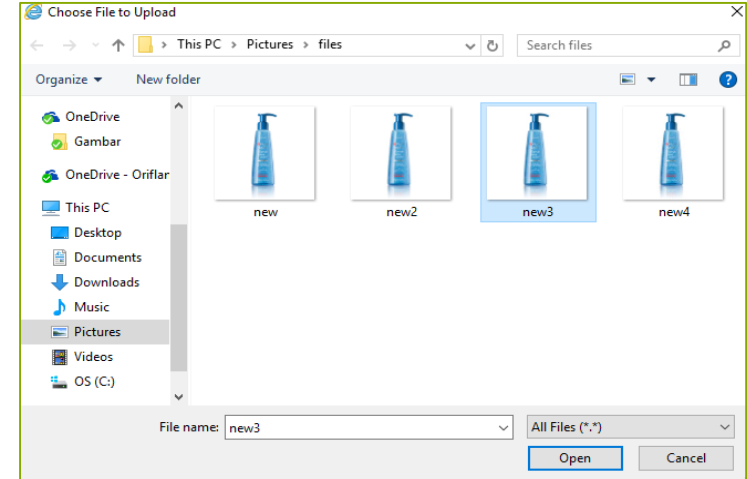 Choose File to Upload
This PC > Pictures > files
Search files
Organize
New folder
OneDrive
Gambar
OneDrive - Oriflar
This PC
Desktop
Documents
Downloads
Music
Pictures
Videos
OS (C:)
new
new2
new3
new4
File name: new3
All Files (*.*)
Open
Cancel